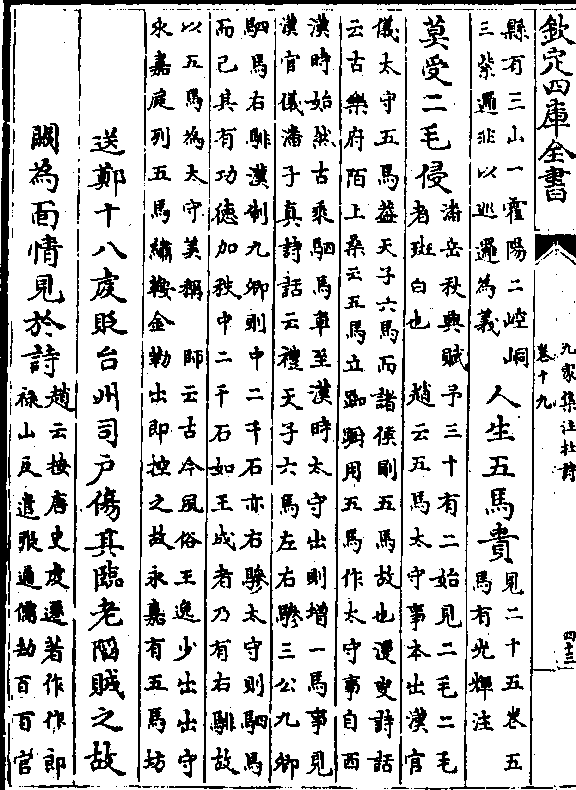 欽定四庫全書
九家集注杜詩
卷十九
四十三
縣有三山一霍陽二崆峒
三紫邏非以巡邏為義
人生五馬貴
見二十五卷五
馬有光輝注
莫受二毛侵
潘岳秋興賦予三十有二始見二毛二毛
者斑白也 趙云五馬太守事本出漢官
儀太守五馬葢天子六馬而諸侯則五馬故也遯叟詩話
云古樂府陌上桑云五馬立踟躕用五馬作太守事自西
漢時始然古乘駟馬車至漢時太守出則增一馬事見
漢官儀潘子真詩話云禮天子六馬左右驂三公九卿
駟馬右騑漢制九卿則中二千石亦右驂太守則駟馬
而已其有功德加秩中二千石如王成者乃有右騑故
以五馬為太守美稱 師云古今風俗王逸少出出守
永嘉庭列五馬繡鞍金勒出即控之故永嘉有五馬坊
送鄭十八䖍貶台州司戶傷其臨老陷賊之故
闕為面情見於詩
趙云按唐史䖍遷著作作郎
祿山反遣張通儒劫百百官